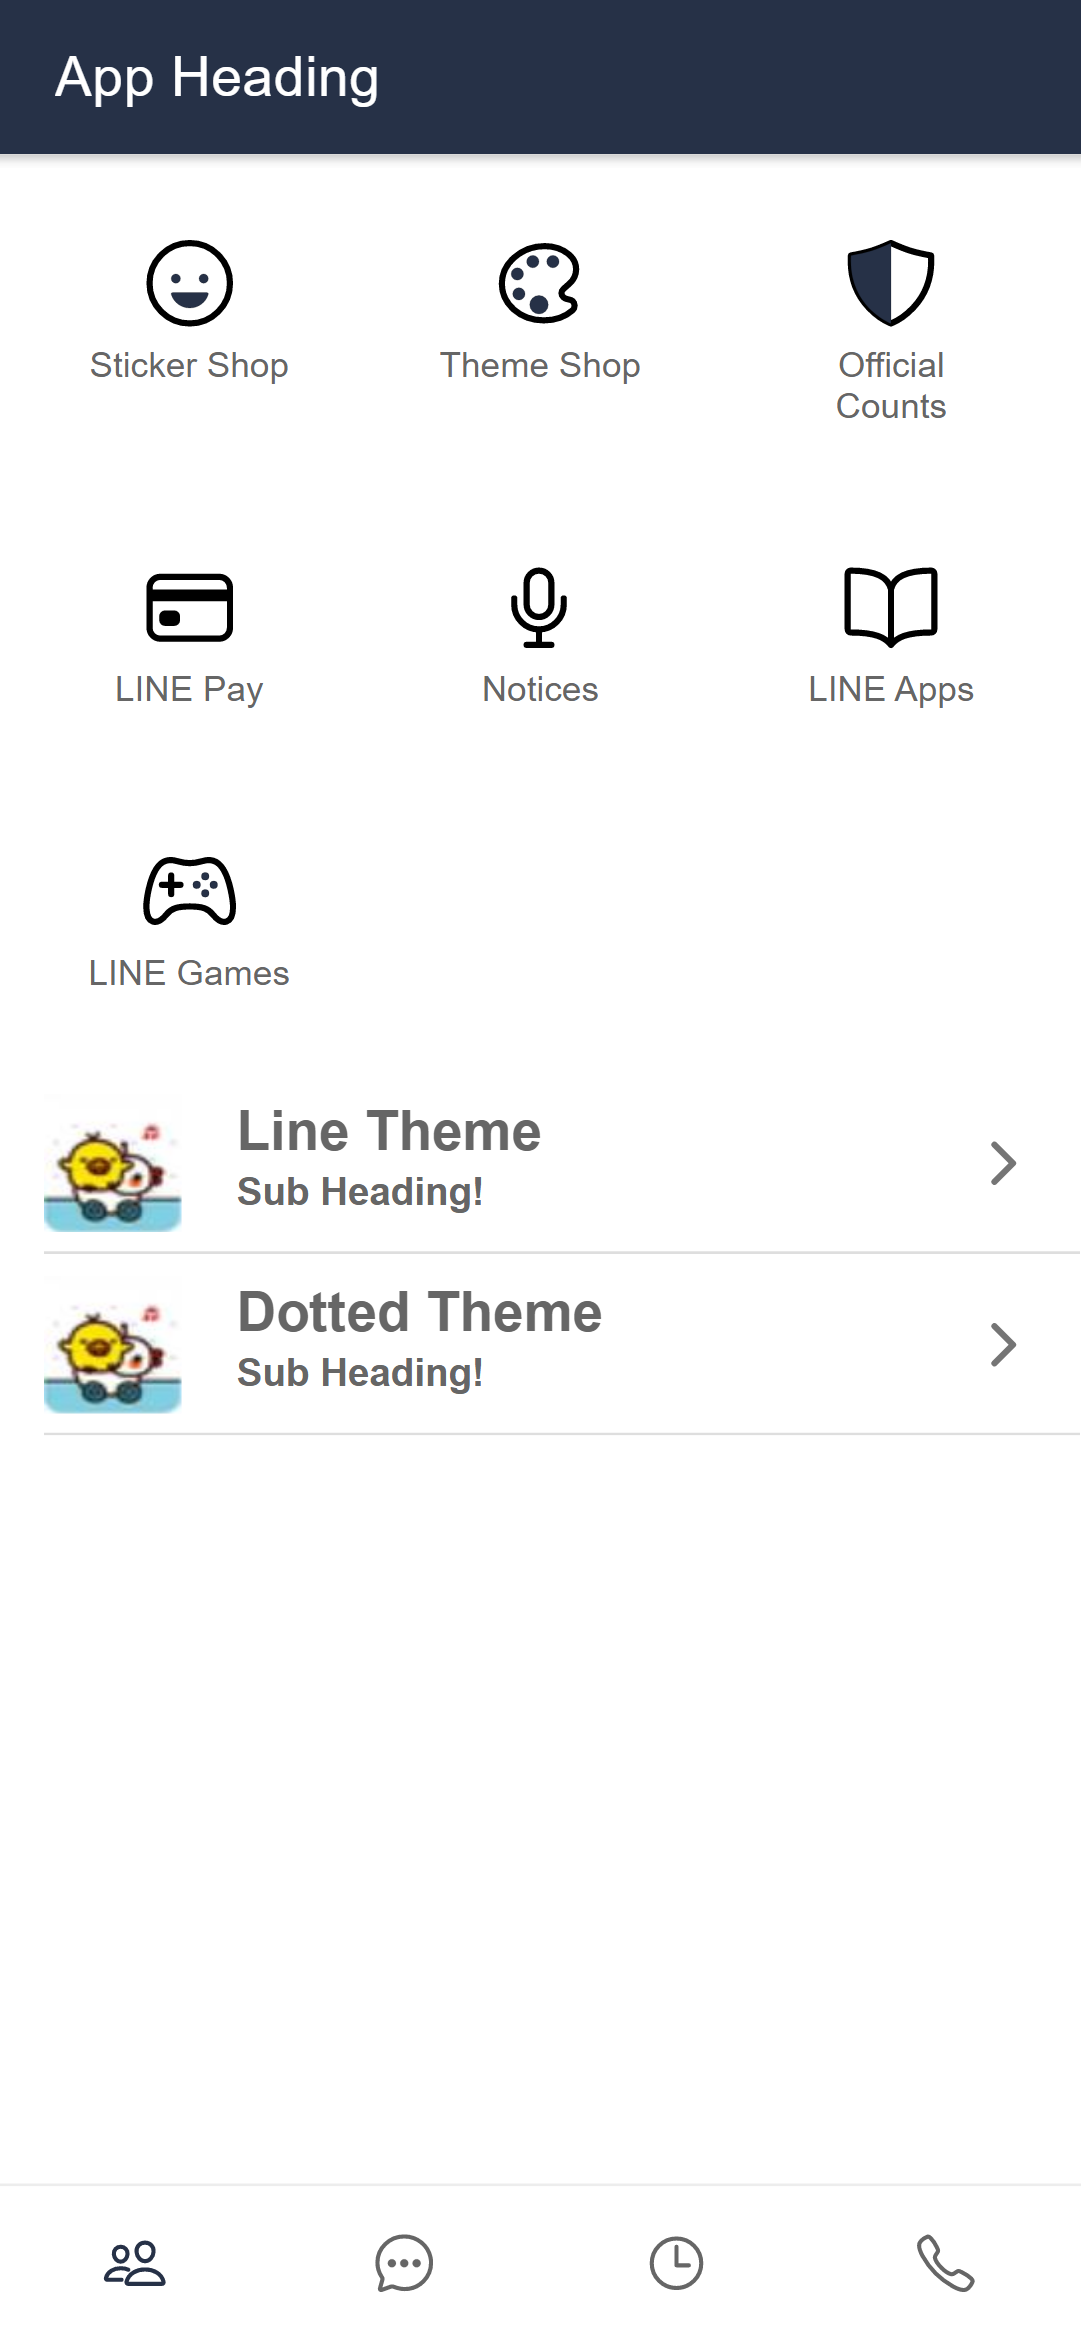 App Heading
Sticker Shop
Theme Shop
Official
Counts
LINE Pay
Notices
LINE Apps
LINE Games
Line Theme
Sub Heading!
Dotted Theme
Sub Heading!